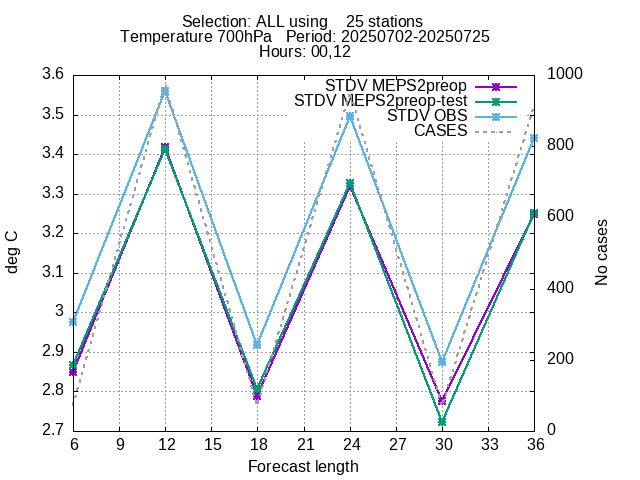 Selection: ALL using    25 stations
Temperature 700hPa   Period: 20250702-20250725
Hours: 00,12
STDV MEPS2preop
STDV MEPS2preop-test
STDV OBS
CASES
3.6
3.5
3.4
3.3
3.2
3.1
3
2.9
2.8
2.7
deg C
1000
800
600
400
200
0
No cases
6 9 12 15 18 21 24 27 30 33 36
Forecast length